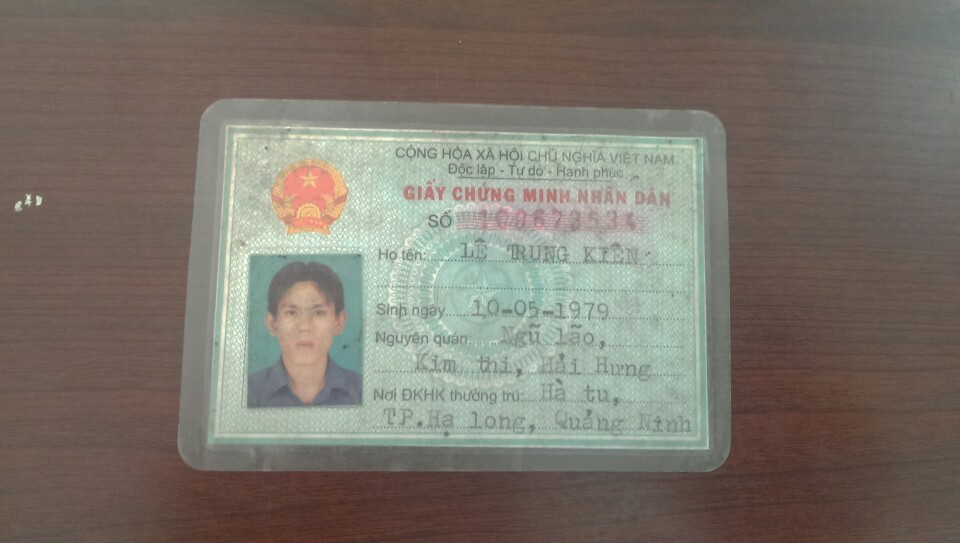 CỘNG HÒA XÃ HỘI CHỦ NGHĨA VIỆT NAM
Độc lập - Tự do - Hạnh phúc
GIẤY CHỨNG MINH NHÂN DÂN
SỐ 100673534
Họ tên: LÊ TRUNG KIÊN
Sinh ngày 10-05-1979
Nguyên quán: Ngũ lão,
Kim thi, Hải Hưng
Nơi ĐKHK thường trú: Hà tu,
TP.Hạ long, Quảng Ninh